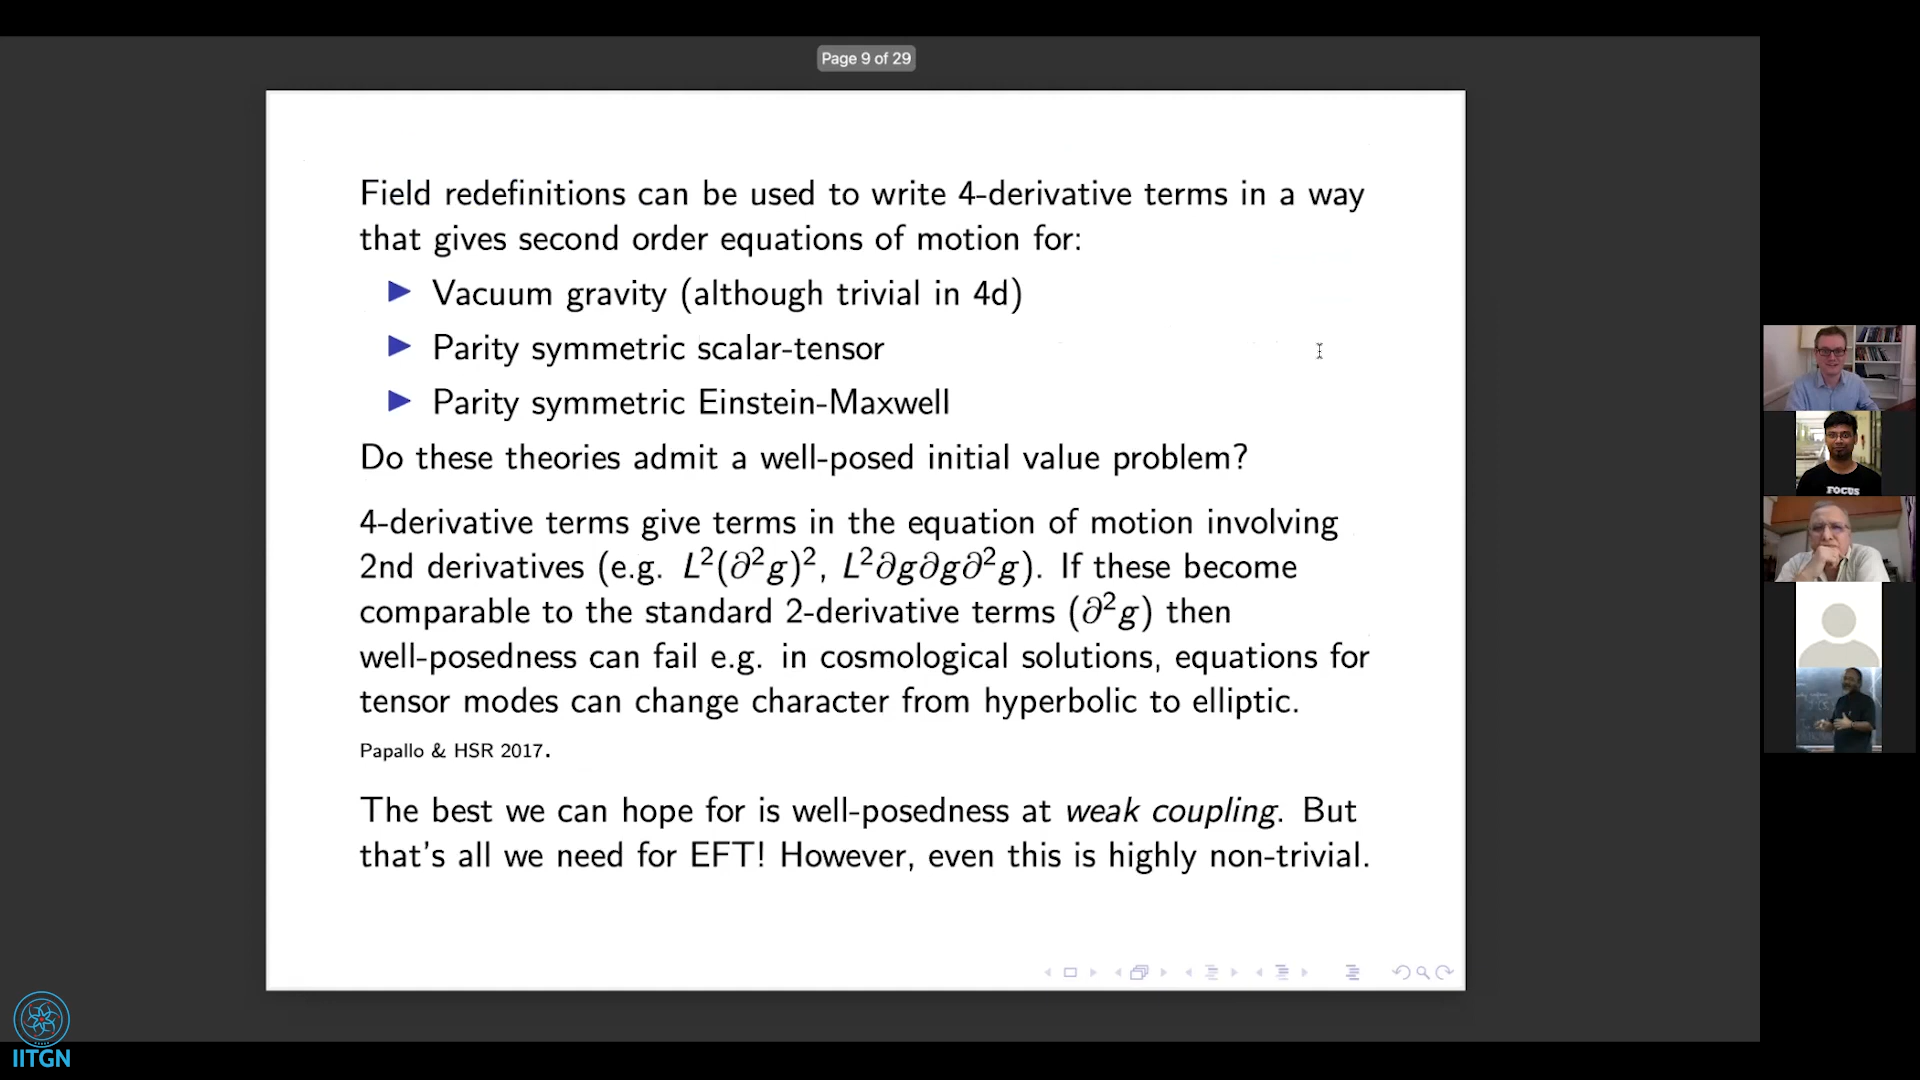 Page 9 of 29
Field redefinitions can be used to write 4-derivative terms in a way
that gives second order equations of motion for:
▶ Vacuum gravity (although trivial in 4d)
▶ Parity symmetric scalar-tensor
▶ Parity symmetric Einstein-Maxwell
Do these theories admit a well-posed initial value problem?
4-derivative terms give terms in the equation of motion involving
2nd derivatives (e.g. L²(∂²g)², L²∂g∂g∂²g). If these become
comparable to the standard 2-derivative terms (∂²g) then
well-posedness can fail e.g. in cosmological solutions, equations for
tensor modes can change character from hyperbolic to elliptic.
Papallo & HSR 2017.
The best we can hope for is well-posedness at weak coupling. But
that's all we need for EFT! However, even this is highly non-trivial.
FOCUS
IITGN